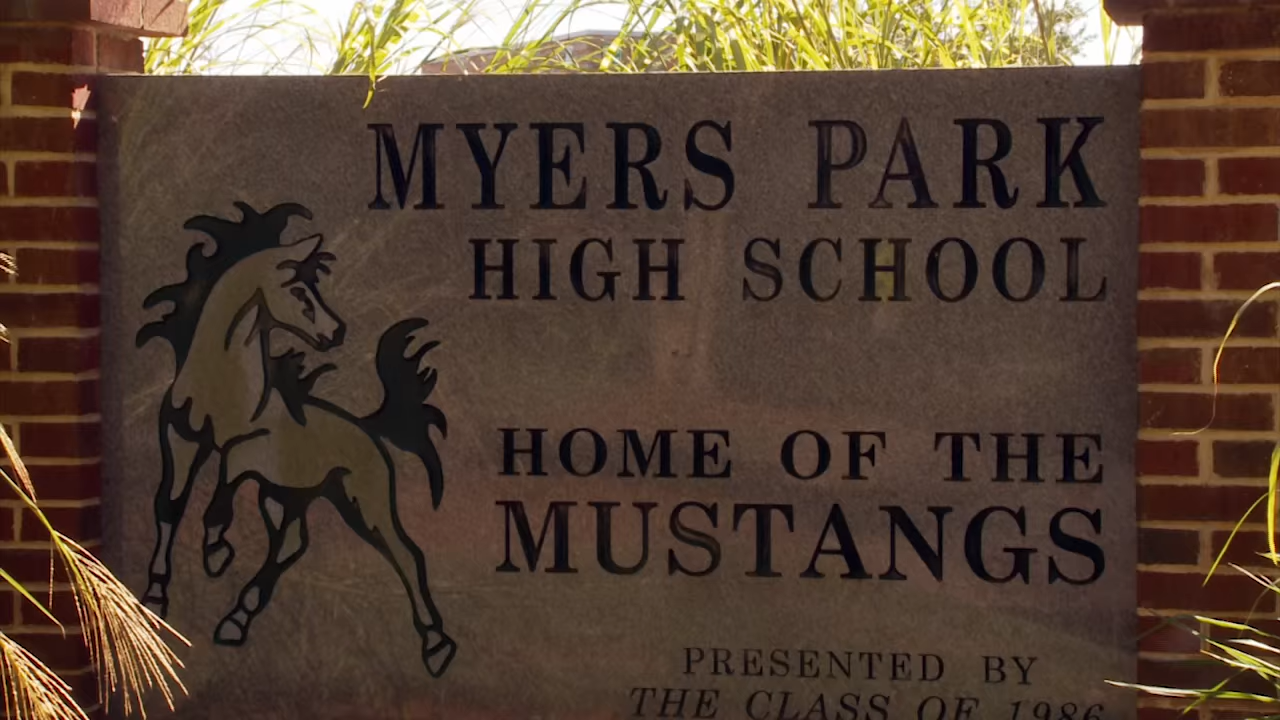 MYERS PARK
HIGH SCHOOL
HOME OF THE
MUSTANGS
PRESENTED BY
THE CLASS OF 1986